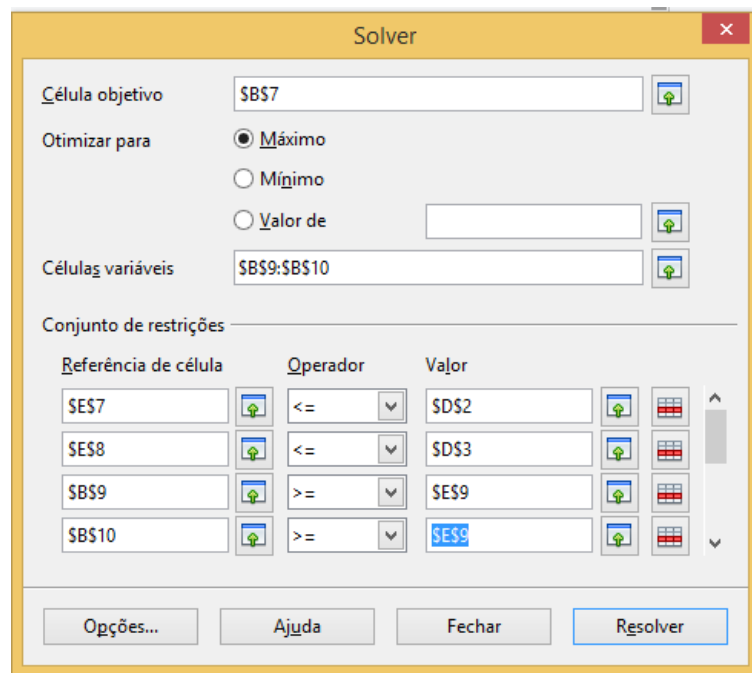 Solver
Célula objetivo $B$7
Otimizar para Máximo
Mínimo
Valor de
Células variáveis $B$9:$B$10
Conjunto de restrições
Referência de célula Operador Valor
$E$7 <= $D$2
$E$8 <= $D$3
$B$9 >= $E$9
$B$10 >= $E$9
Opções... Ajuda Fechar Resolver